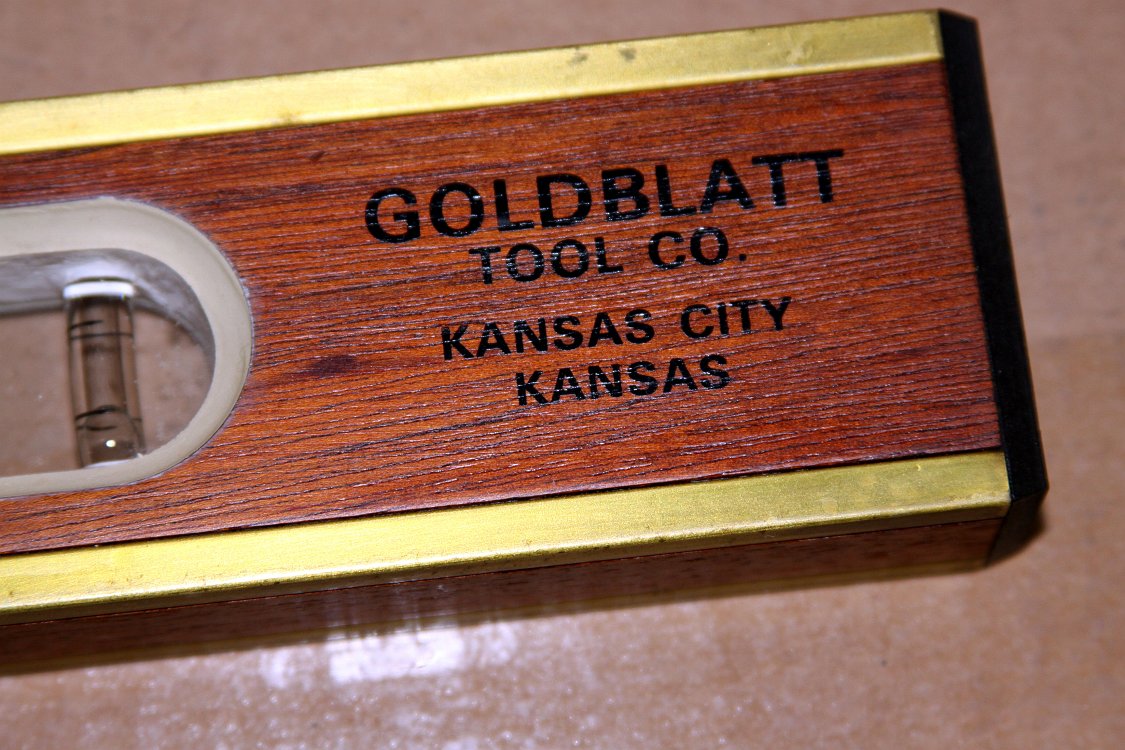 GOLDBLATT
TOOL CO.
KANSAS CITY
KANSAS